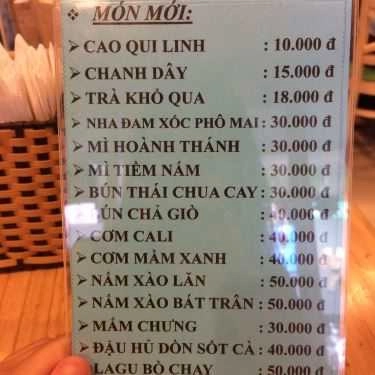 ❖ MÓN MỚI:
➢ CAO QUI LINH : 10.000 đ
➢ CHANH DÂY : 15.000 đ
➢ TRÀ KHỔ QUA : 18.000 đ
➢ NHA ĐAM XỐC PHÔ MAI : 30.000 đ
➢ MÌ HOÀNH THÁNH : 30.000 đ
➢ MÌ TIỀM NẤM : 30.000 đ
➢ BÚN THÁI CHUA CAY : 30.000 đ
➢ BÚN CHẢ GIÒ : 40.000 đ
➢ CƠM CALI : 40.000 đ
➢ CƠM MẮM XANH : 40.000 đ
➢ NẤM XÀO LĂN : 50.000 đ
➢ NẤM XÀO BÁT TRÂN : 50.000 đ
➢ MẮM CHƯNG : 30.000 đ
➢ ĐẬU HŨ DÒN SỐT CÀ : 40.000 đ
LAGU BÒ CHAY : 50.000 đ